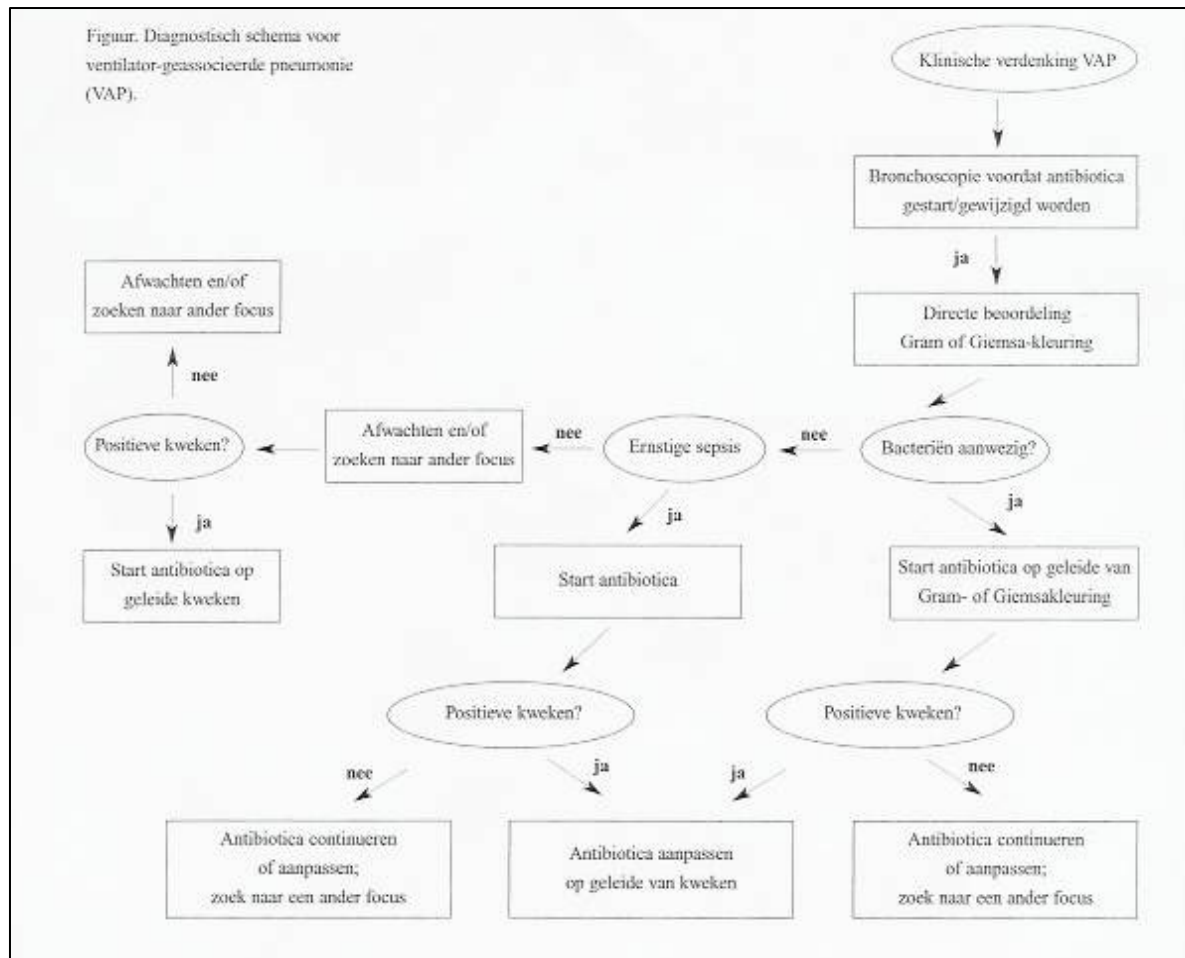 Figuur. Diagnostisch schema voor
ventilator-geassocieerde pneumonie
(VAP).
Klinische verdenking VAP
Bronchoscopie voordat antibiotica
gestart/gewijzigd worden
ja
Directe beoordeling
Gram of Giemsa-kleuring
Afwachten en/of
zoeken naar ander focus
nee
Positieve kweken?
Afwachten en/of
zoeken naar ander focus
nee
Ernstige sepsis
nee
Bacteriën aanwezig?
ja
ja
ja
Start antibiotica op
geleide kweken
Start antibiotica
Start antibiotica op geleide van
Gram- of Giemsakleuring
Positieve kweken?
Positieve kweken?
nee
ja
ja
nee
Antibiotica continueren
of aanpassen;
zoek naar een ander focus
Antibiotica aanpassen
op geleide van kweken
Antibiotica continueren
of aanpassen;
zoek naar een ander focus